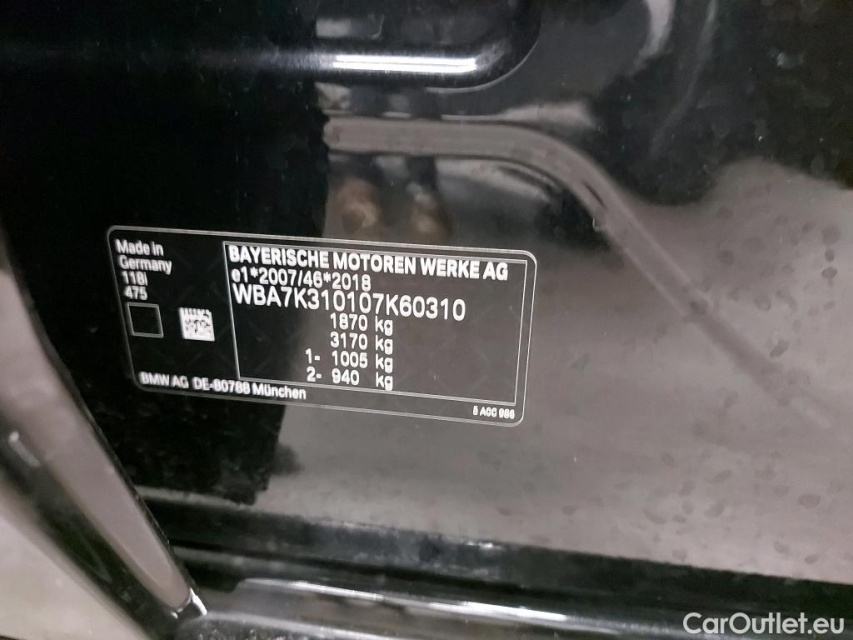 Made in
Germany
118i
475
BAYERISCHE MOTOREN WERKE AG
e1*2007/46*2018
WBA7K310107K60310
1870 kg
3170 kg
1- 1005 kg
2- 940 kg
BMW AG DE-80788 München
CarOutlet.eu